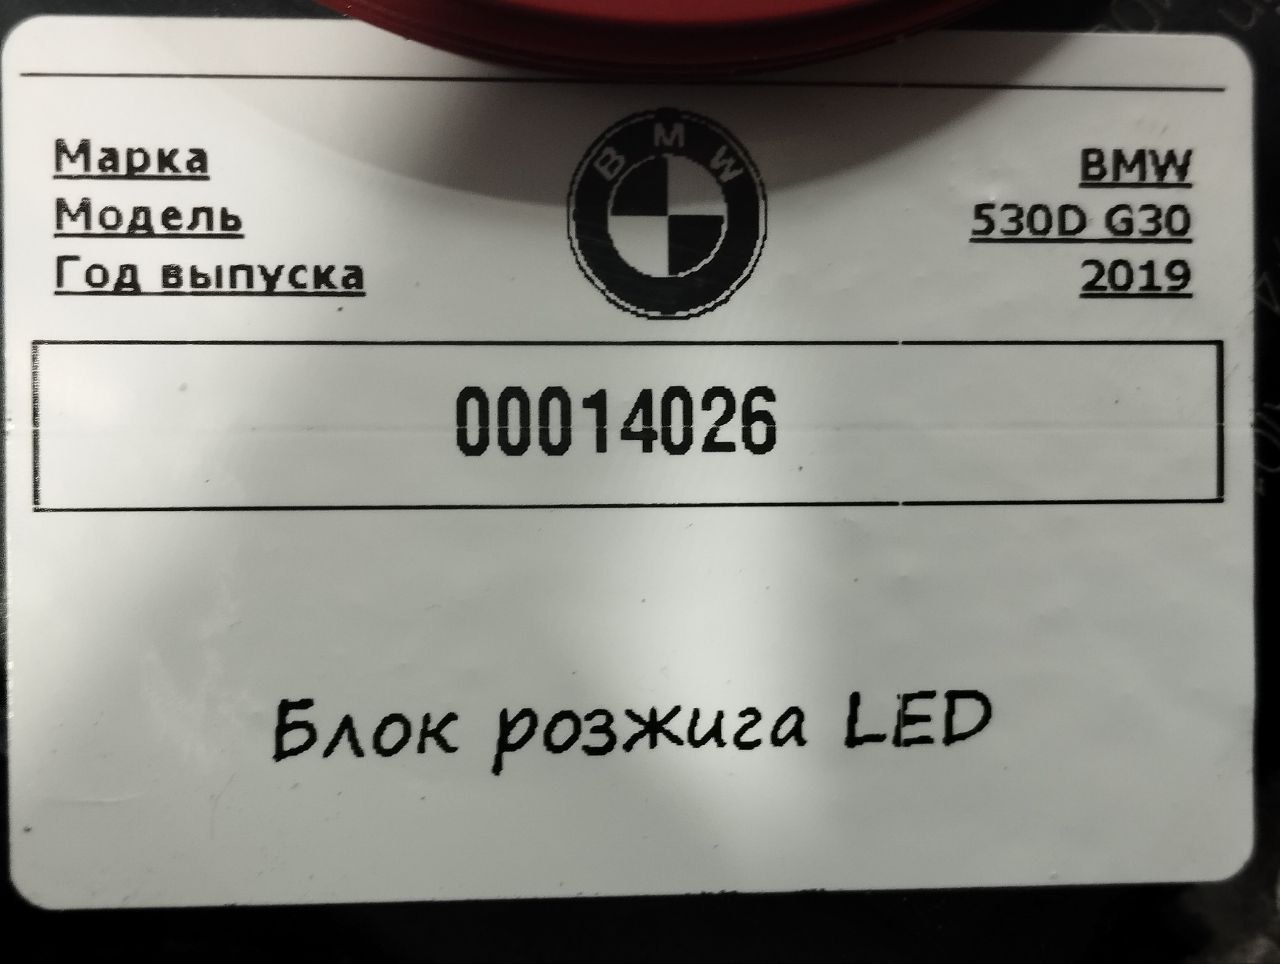 Марка BMW
Модель 530D G30
Год выпуска 2019
BMW
00014026
Блок розжига LED